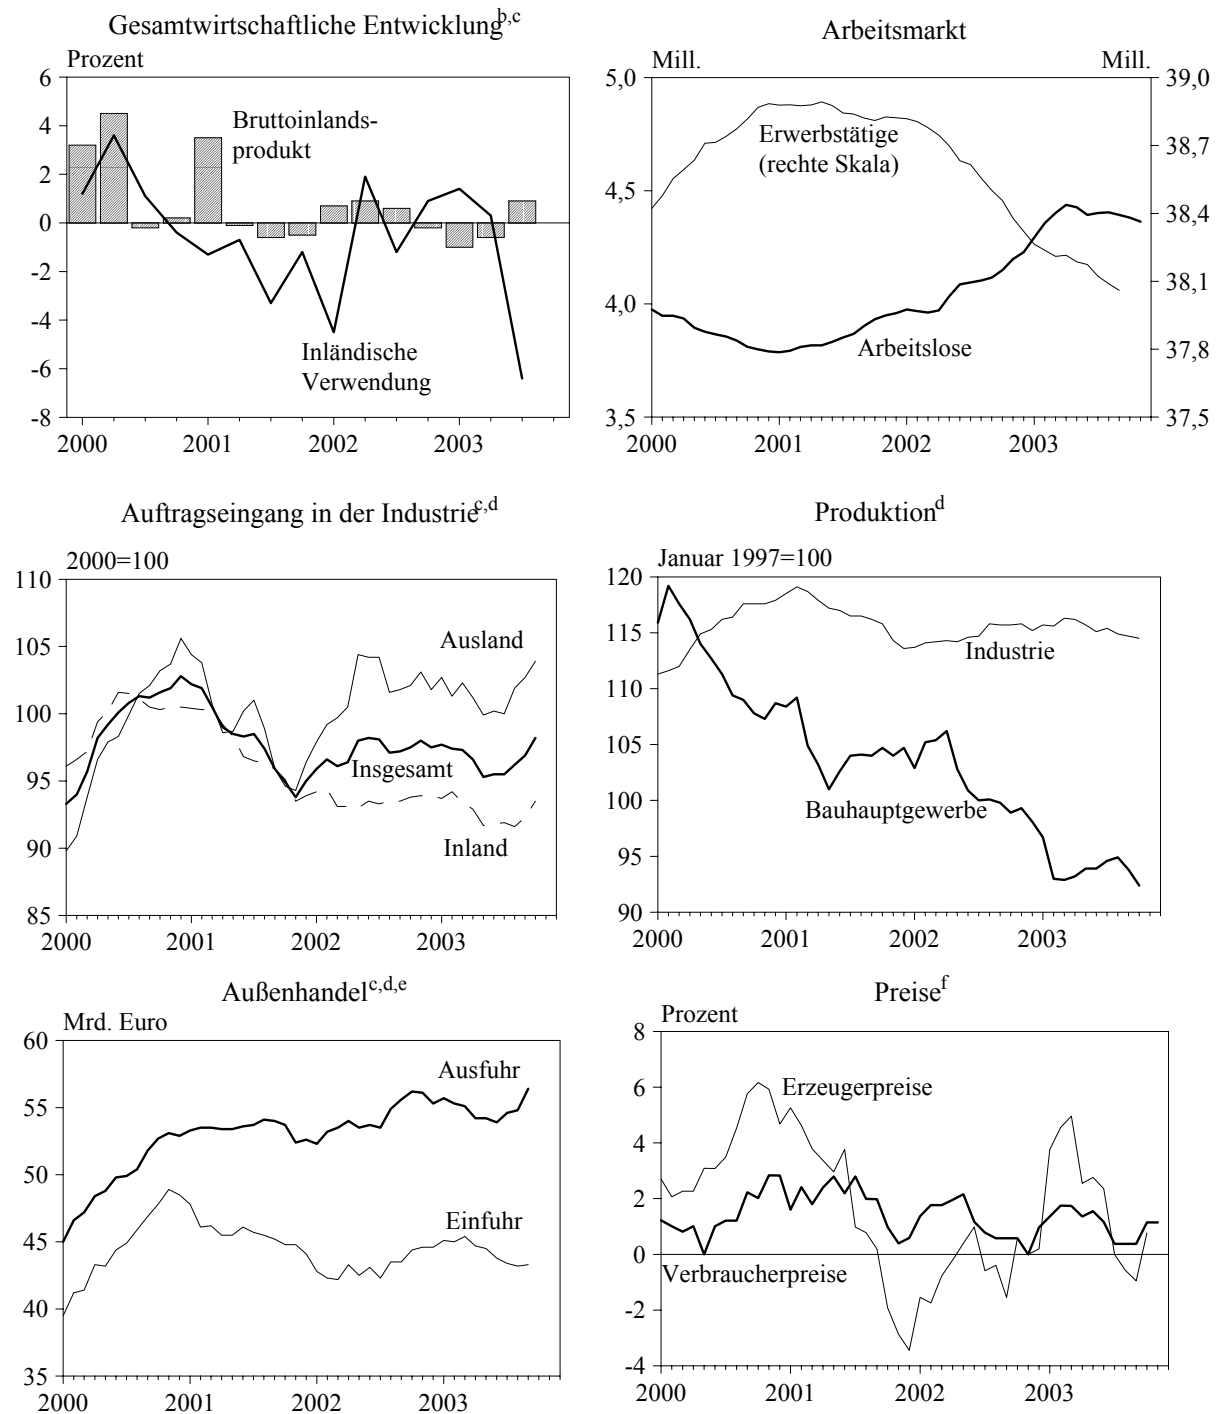 Gesamtwirtschaftliche Entwicklung b,c
Prozent
6
4
2
0
-2
-4
-6
-8
Bruttoinlands-
produkt
Inländische
Verwendung
2000 2001 2002 2003
Arbeitsmarkt
Mill. Mill.
5,0
4,5
4,0
3,5
39,0
38,7
38,4
38,1
37,8
37,5
Erwerbstätige
(rechte Skala)
Arbeitslose
2000 2001 2002 2003
Auftragseingang in der Industrie c,d
2000=100
110
105
100
95
90
85
Ausland
Insgesamt
Inland
2000 2001 2002 2003
Produktion d
Januar 1997=100
120
115
110
105
100
95
90
Industrie
Bauhauptgewerbe
2000 2001 2002 2003
Außenhandel c,d,e
Mrd. Euro
60
55
50
45
40
35
Ausfuhr
Einfuhr
2000 2001 2002 2003
Preise f
Prozent
8
6
4
2
0
-2
-4
Erzeugerpreise
Verbraucherpreise
2000 2001 2002 2003